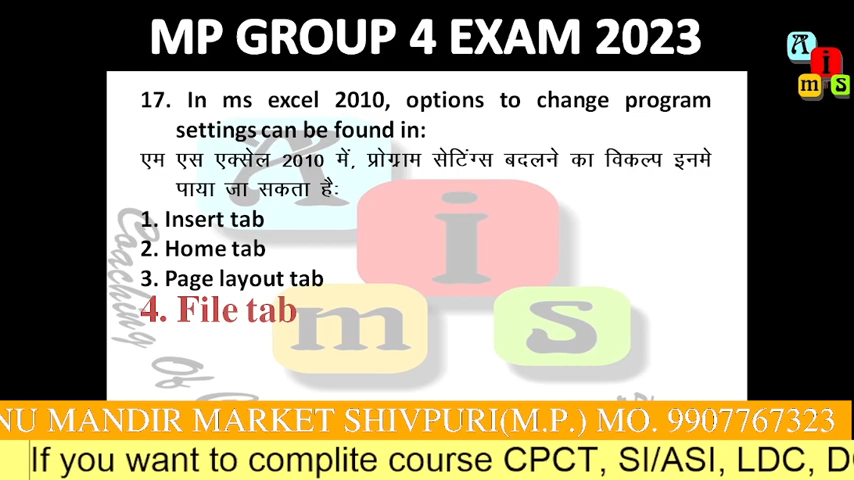 MP GROUP 4 EXAM 2023
A
i
m
s
17. In ms excel 2010, options to change program
settings can be found in:
एम एस एक्सेल 2010 में, प्रोग्राम सेटिंग्स बदलने का विकल्प इनमे
पाया जा सकता है:
1. Insert tab
2. Home tab
3. Page layout tab
4. File tab
A
i
m
s
Coaching Of
NU MANDIR MARKET SHIVPURI(M.P.) MO. 9907767323
If you want to complite course CPCT, SI/ASI, LDC, D